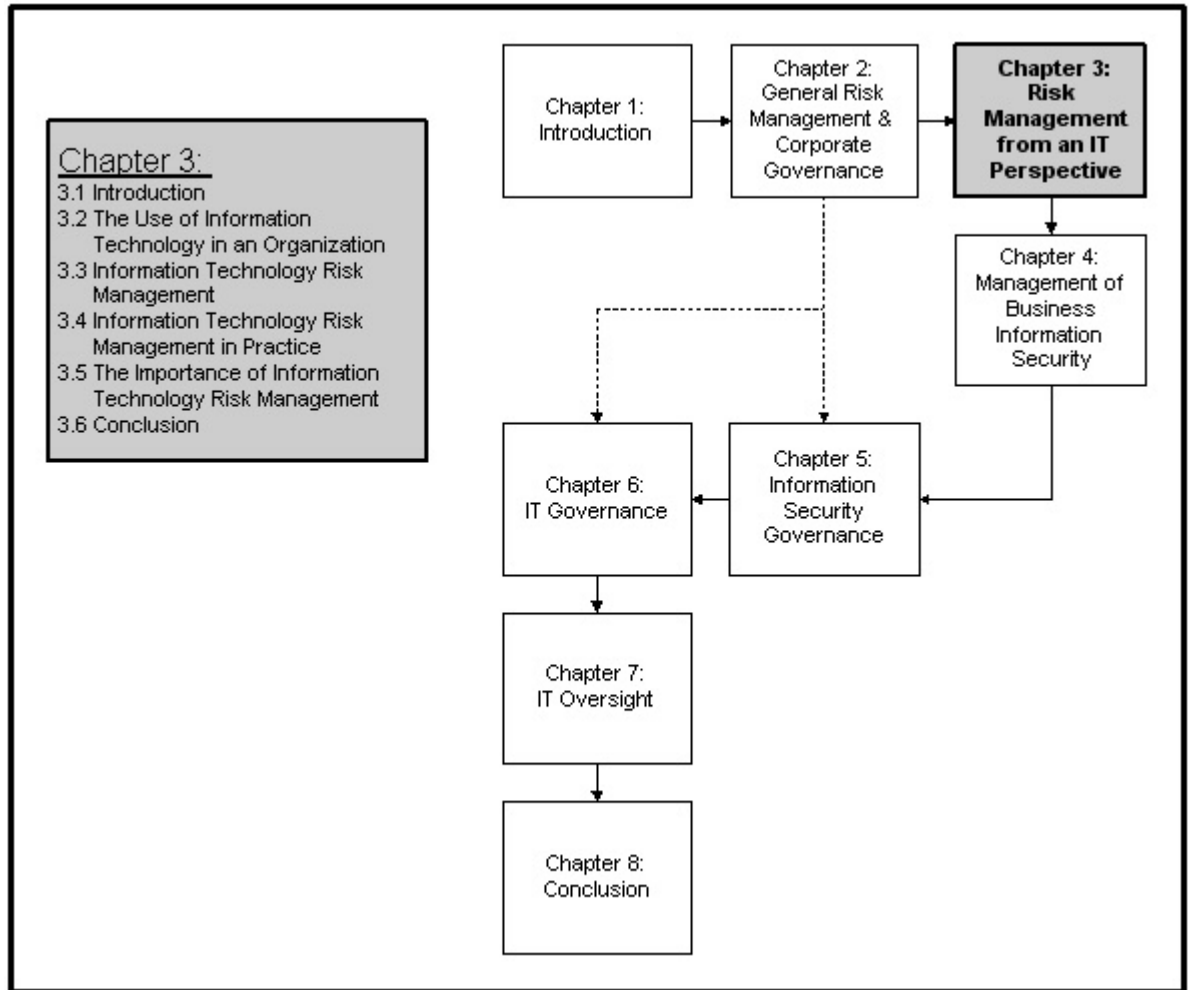 Chapter 3:
3.1 Introduction
3.2 The Use of Information
Technology in an Organization
3.3 Information Technology Risk
Management
3.4 Information Technology Risk
Management in Practice
3.5 The Importance of Information
Technology Risk Management
3.6 Conclusion
Chapter 1:
Introduction
Chapter 2:
General Risk
Management &
Corporate
Governance
Chapter 3:
Risk
Management
from an IT
Perspective
Chapter 4:
Management of
Business
Information
Security
Chapter 5:
Information
Security
Governance
Chapter 6:
IT Governance
Chapter 7:
IT Oversight
Chapter 8:
Conclusion